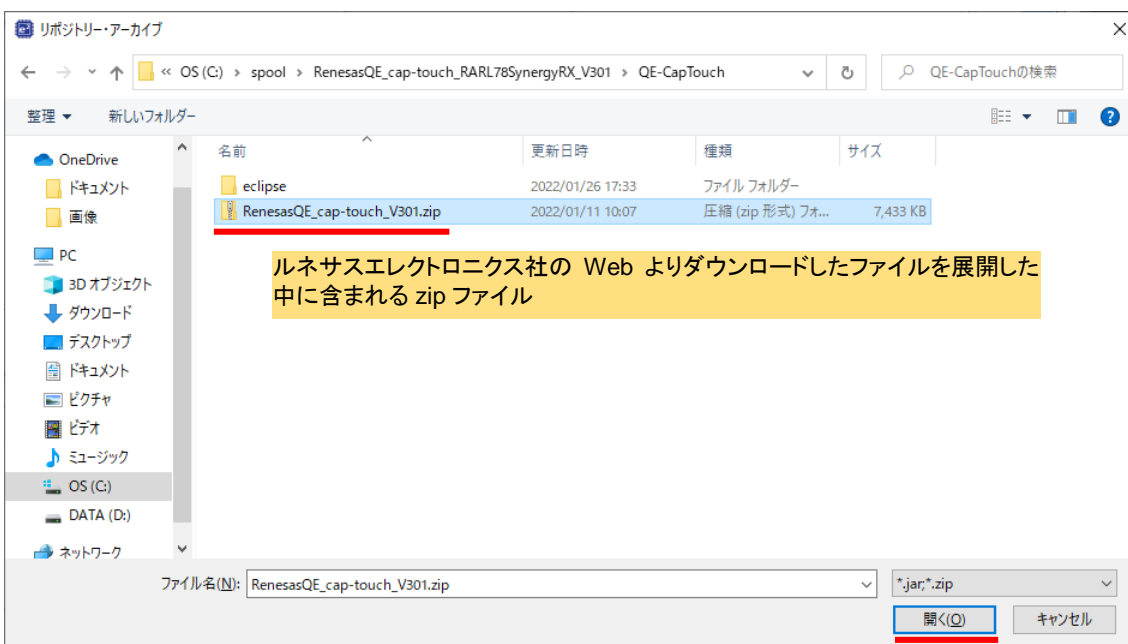 リポジトリー・アーカイブ
« OS (C:) › spool › RenesasQE_cap-touch_RARL78SynergyRX_V301 › QE-CapTouch
QE-CapTouchの検索
整理 新しいフォルダー
名前 更新日時 種類 サイズ
eclipse 2022/01/26 17:33 ファイル フォルダー
RenesasQE_cap-touch_V301.zip 2022/01/11 10:07 圧縮 (zip 形式) フォ... 7,433 KB
ルネサスエレクトロニクス社の Web よりダウンロードしたファイルを展開した
中に含まれる zip ファイル
OneDrive
ドキュメント
画像
PC
3D オブジェクト
ダウンロード
デスクトップ
ドキュメント
ピクチャ
ビデオ
ミュージック
OS (C:)
DATA (D:)
ネットワーク
ファイル名(N): RenesasQE_cap-touch_V301.zip *.jar;*.zip
開く(O) キャンセル